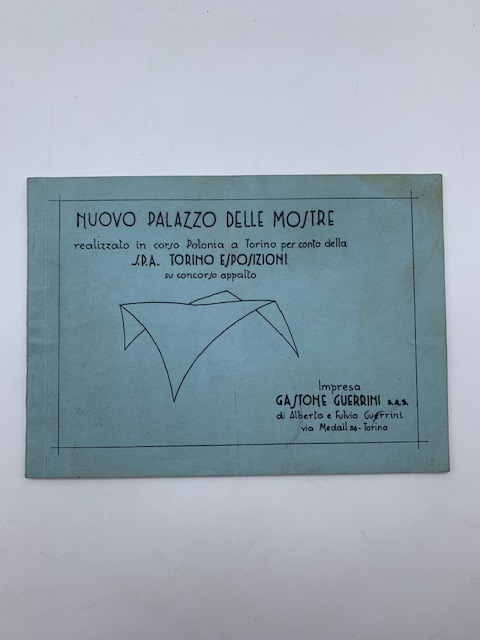 NUOVO PALAZZO DELLE MOSTRE
realizzato in corso Polonia a Torino per conto della
S.P.A. TORINO ESPOSIZIONI
su concorso appalto
Impresa
GASTONE GUERRINI S.A.S.
di Alberto e Fulvio Guerrini
via Medail 36 - Torino